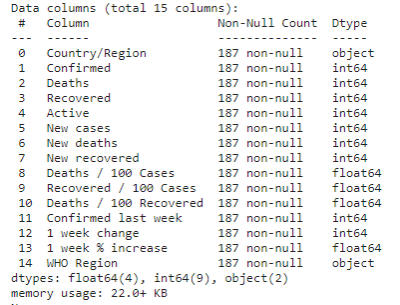 Data columns (total 15 columns):
 #   Column                  Non-Null Count  Dtype
---  ------                  --------------  -----
 0   Country/Region          187 non-null    object
 1   Confirmed               187 non-null    int64
 2   Deaths                  187 non-null    int64
 3   Recovered               187 non-null    int64
 4   Active                  187 non-null    int64
 5   New cases               187 non-null    int64
 6   New deaths              187 non-null    int64
 7   New recovered           187 non-null    int64
 8   Deaths / 100 Cases      187 non-null    float64
 9   Recovered / 100 Cases   187 non-null    float64
 10  Deaths / 100 Recovered  187 non-null    float64
 11  Confirmed last week     187 non-null    int64
 12  1 week change           187 non-null    int64
 13  1 week % increase       187 non-null    float64
 14  WHO Region              187 non-null    object
dtypes: float64(4), int64(9), object(2)
memory usage: 22.0+ KB